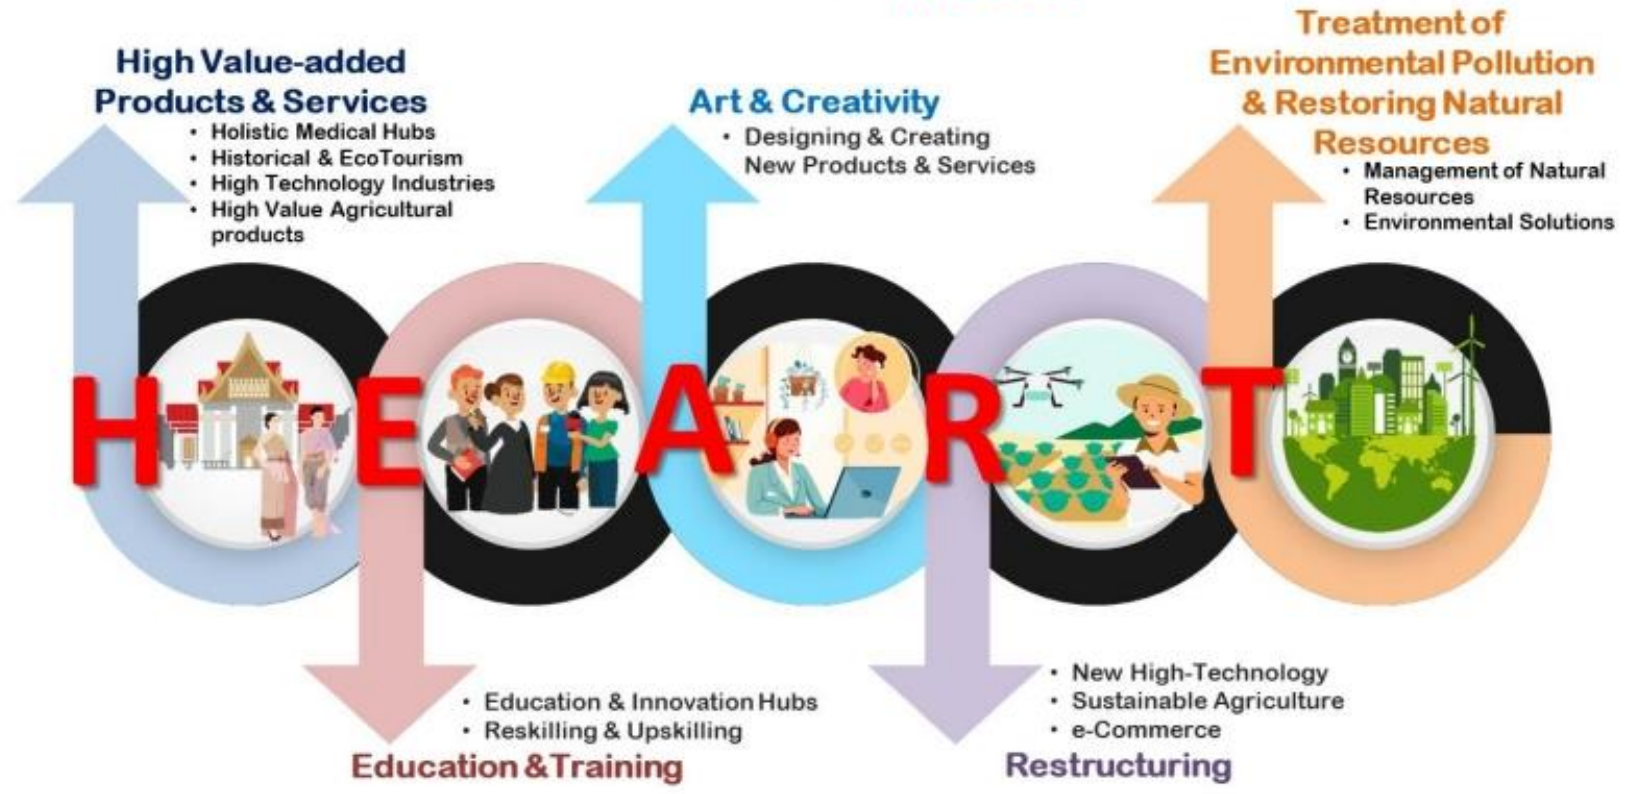 High Value-added
Products & Services
• Holistic Medical Hubs
• Historical & EcoTourism
• High Technology Industries
• High Value Agricultural
products
Art & Creativity
• Designing & Creating
New Products & Services
Treatment of
Environmental Pollution
& Restoring Natural
Resources
• Management of Natural
Resources
• Environmental Solutions
HEART
• Education & Innovation Hubs
• Reskilling & Upskilling
Education & Training
• New High-Technology
• Sustainable Agriculture
• e-Commerce
Restructuring